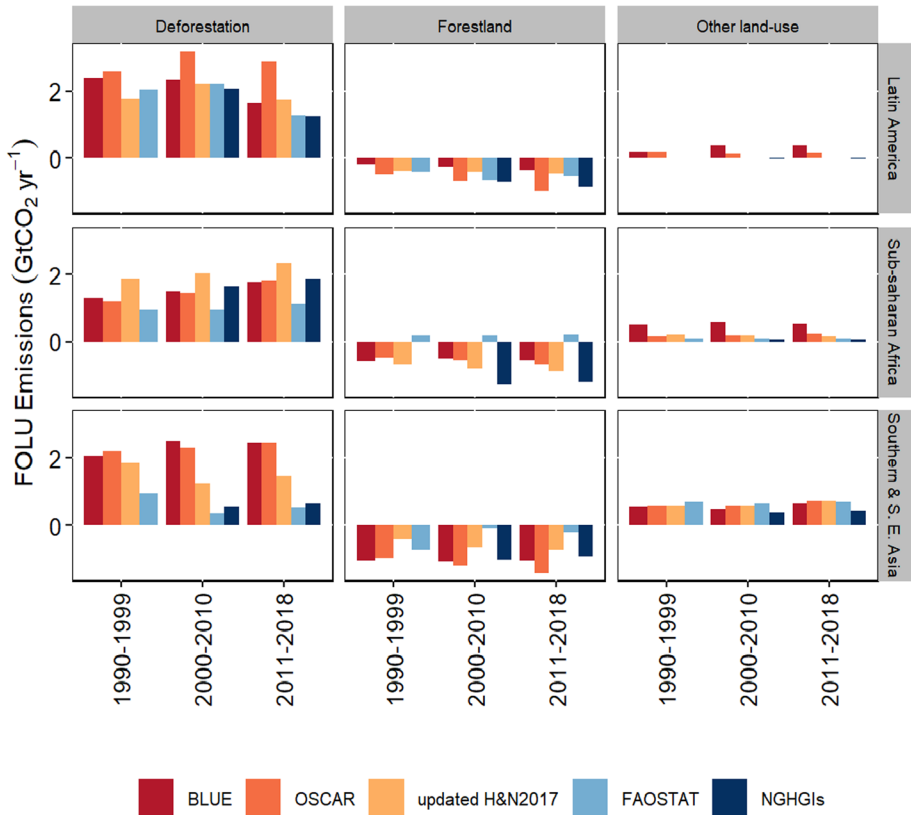 Deforestation Forestland Other land-use
FOLU Emissions (GtCO₂ yr⁻¹)
2
0
Latin America
2
0
Sub-saharan Africa
2
0
Southern & S. E. Asia
1990-1999 2000-2010 2011-2018 1990-1999 2000-2010 2011-2018 1990-1999 2000-2010 2011-2018
BLUE OSCAR updated H&N2017 FAOSTAT NGHGIs